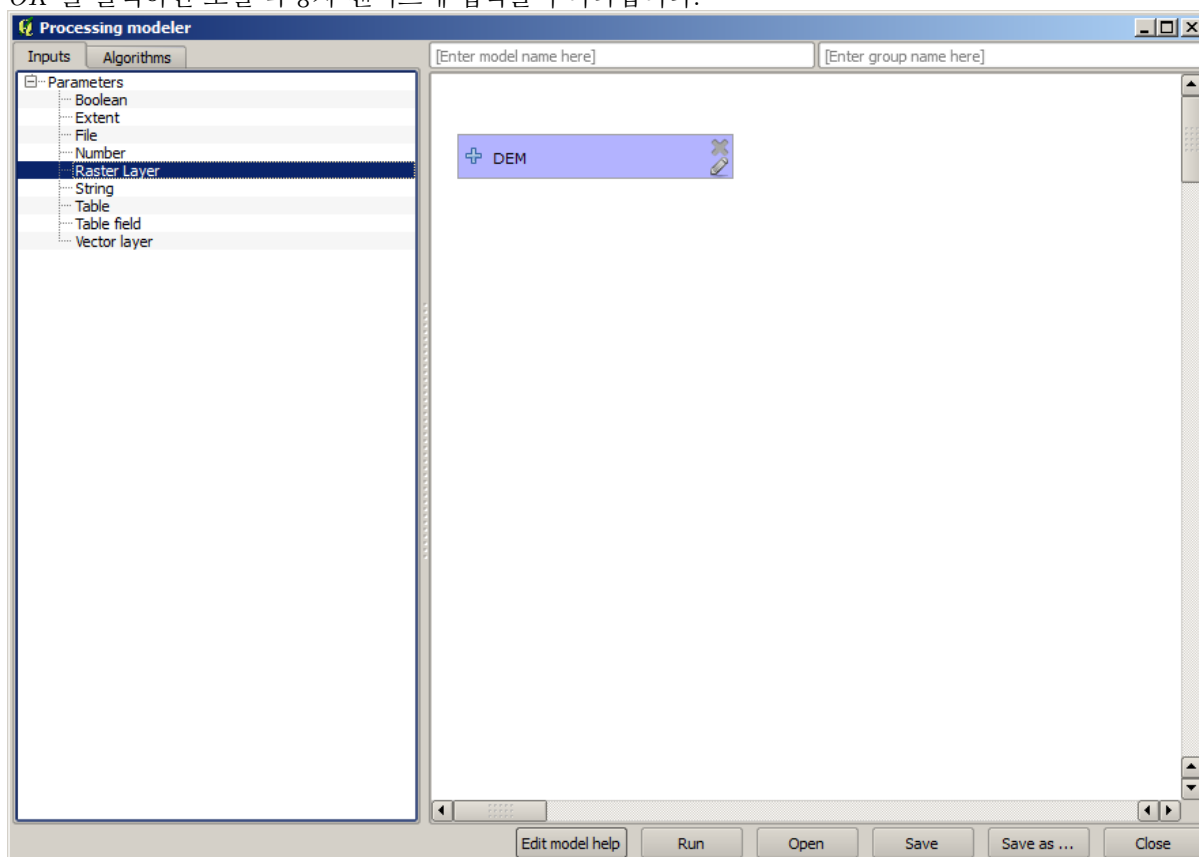 Processing modeler
Inputs Algorithms [Enter model name here] [Enter group name here]
Parameters
Boolean
Extent
File
Number
Raster Layer
String
Table
Table field
Vector layer
DEM
Edit model help Run Open Save Save as ... Close